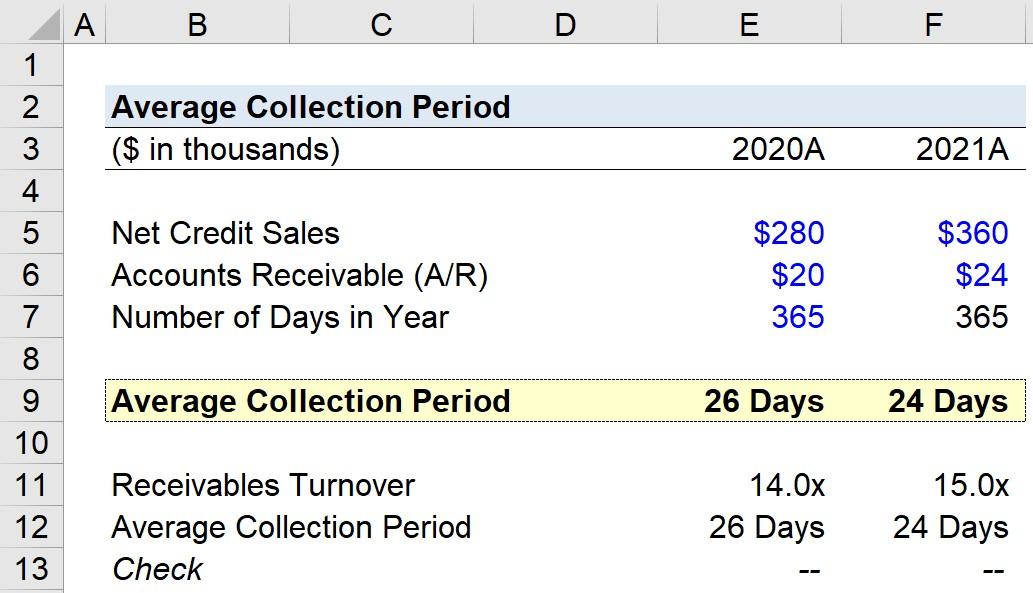 A B C D E F
1
2 Average Collection Period
3 ($ in thousands) 2020A 2021A
4
5 Net Credit Sales $280 $360
6 Accounts Receivable (A/R) $20 $24
7 Number of Days in Year 365 365
8
9 Average Collection Period 26 Days 24 Days
10
11 Receivables Turnover 14.0x 15.0x
12 Average Collection Period 26 Days 24 Days
13 Check -- --